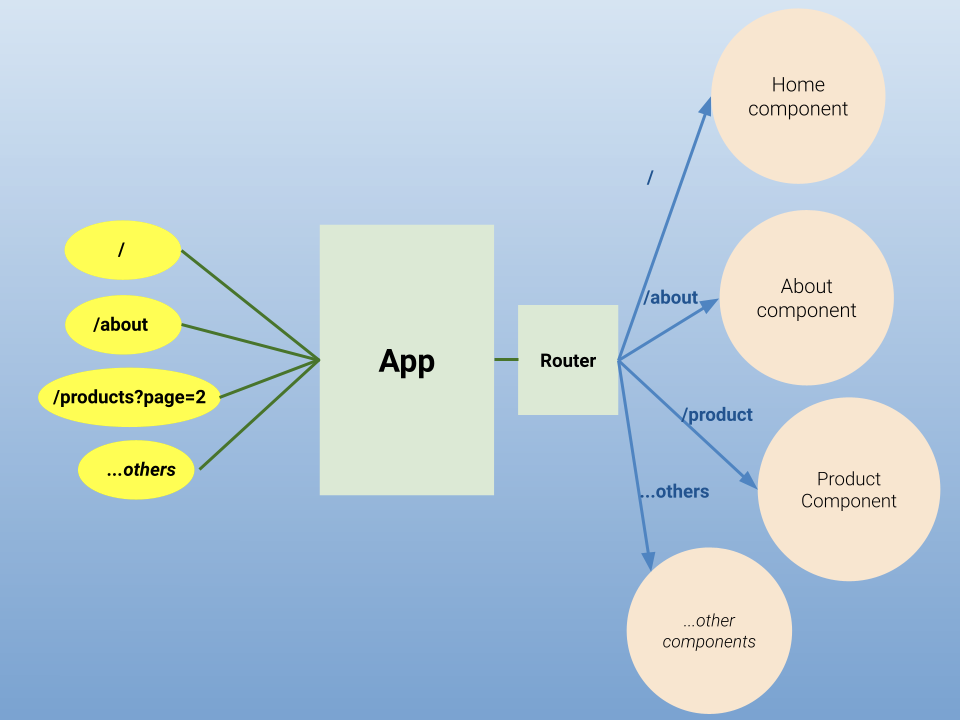 /
/about
/products?page=2
...others
App
Router
/
/about
/product
...others
Home
component
About
component
Product
Component
...other
components